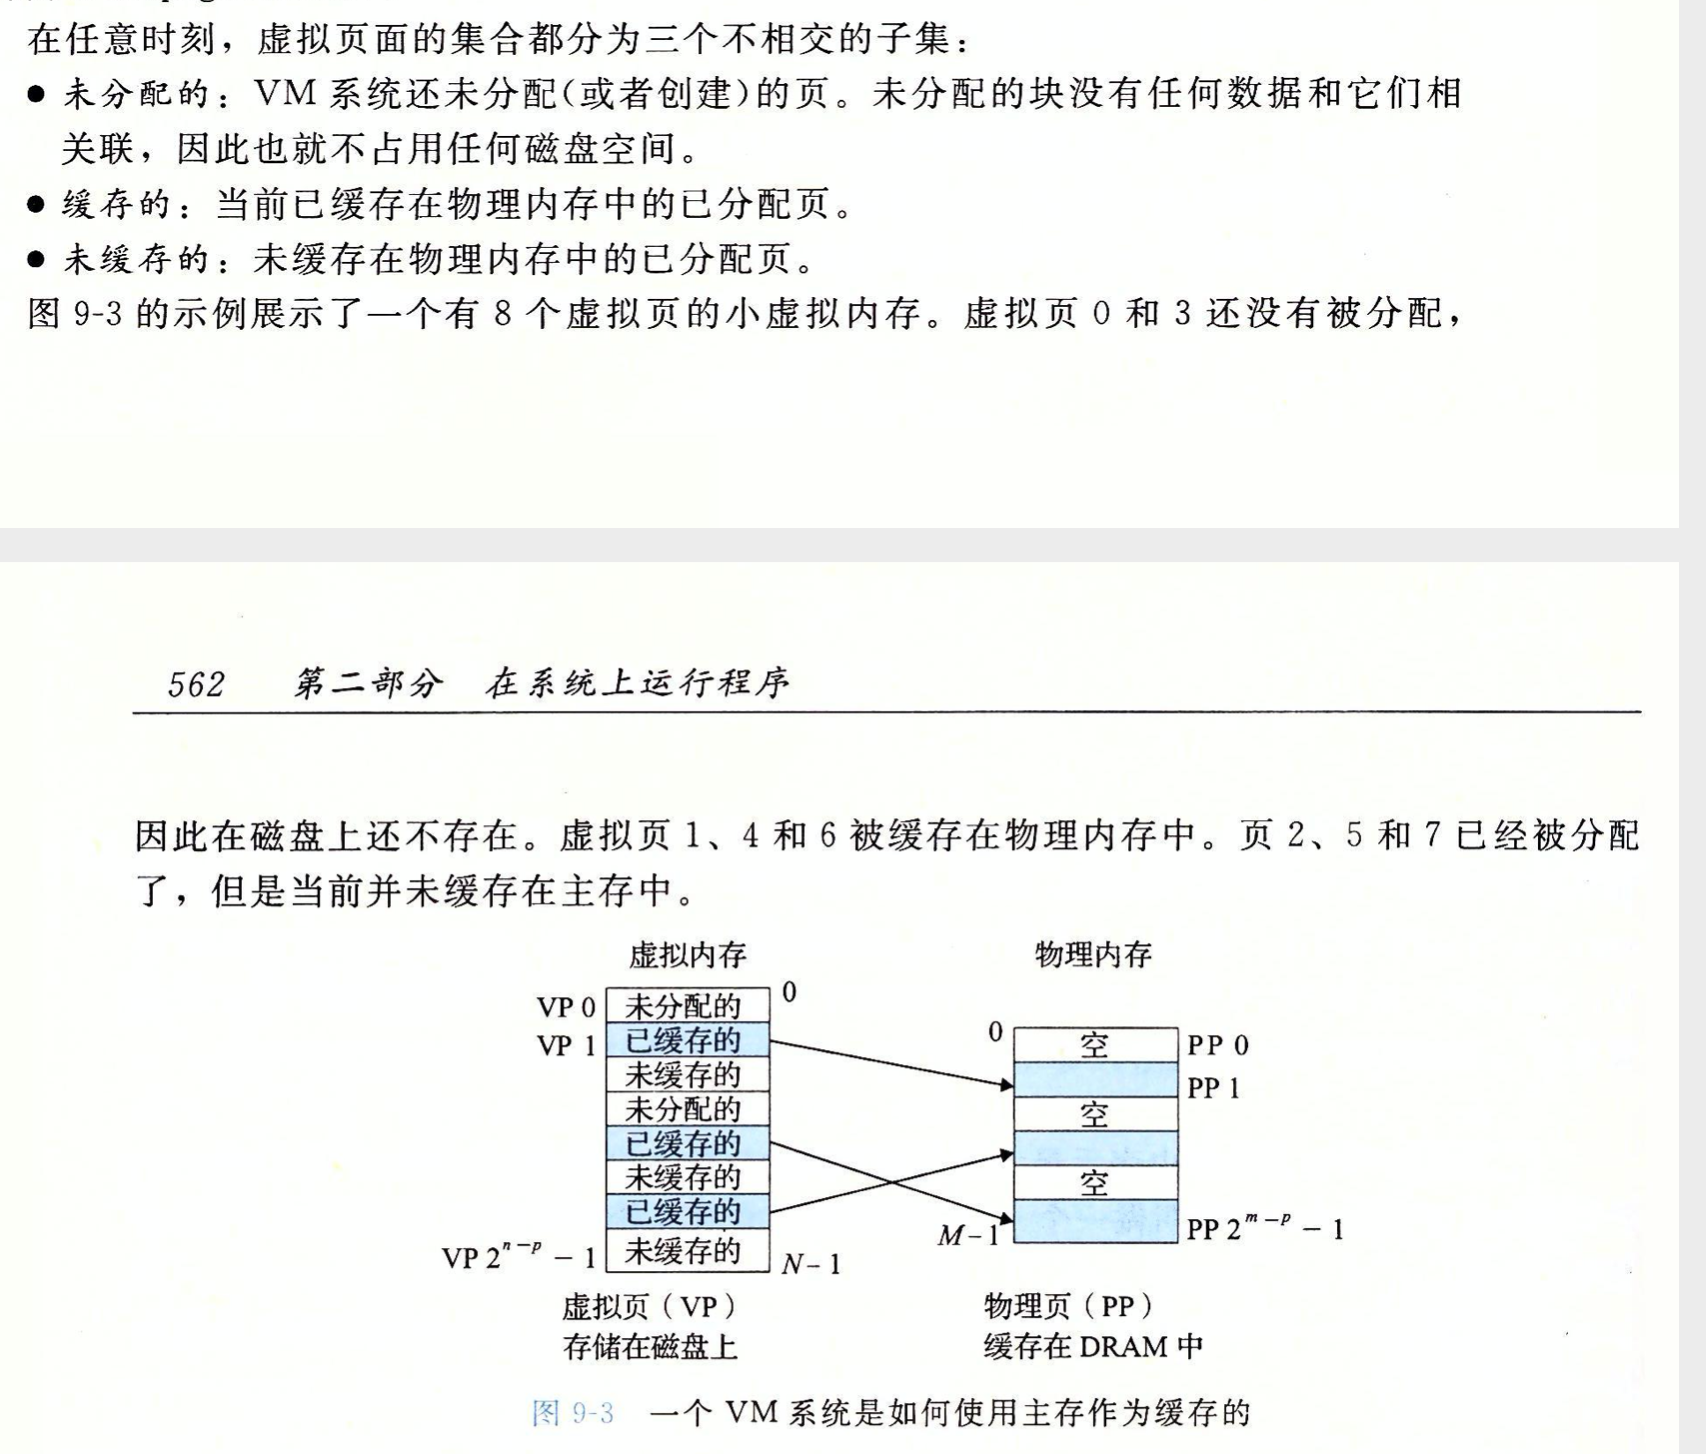 在任意时刻，虚拟页面的集合都分为三个不相交的子集：
● 未分配的：VM 系统还未分配(或者创建)的页。未分配的块没有任何数据和它们相
关联，因此也就不占用任何磁盘空间。
● 缓存的：当前已缓存在物理内存中的已分配页。
● 未缓存的：未缓存在物理内存中的已分配页。
图 9-3 的示例展示了一个有 8 个虚拟页的小虚拟内存。虚拟页 0 和 3 还没有被分配，
562 第二部分 在系统上运行程序
因此在磁盘上还不存在。虚拟页 1、4 和 6 被缓存在物理内存中。页 2、5 和 7 已经被分配
了，但是当前并未缓存在主存中。
虚拟内存
VP 0 未分配的 0
VP 1 已缓存的
未缓存的
未分配的
已缓存的
未缓存的
已缓存的
VP 2ⁿ⁻ᵖ − 1 未缓存的 N−1
虚拟页（VP）
存储在磁盘上
物理内存
0 空 PP 0
PP 1
空
空
M−1 PP 2ᵐ⁻ᵖ − 1
物理页（PP）
缓存在 DRAM 中
图 9-3 一个 VM 系统是如何使用主存作为缓存的